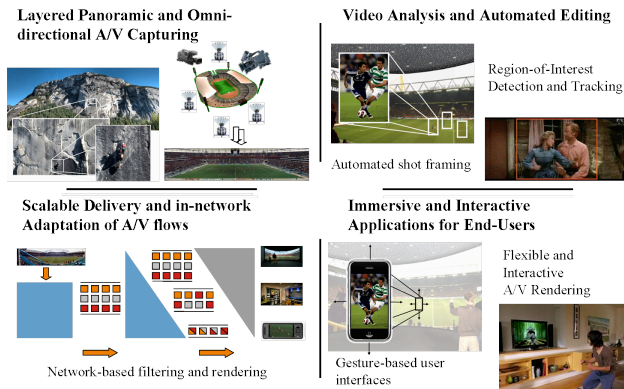 Layered Panoramic and Omni-
directional A/V Capturing
Video Analysis and Automated Editing
Region-of-Interest
Detection and Tracking
Automated shot framing
Scalable Delivery and in-network
Adaptation of A/V flows
Network-based filtering and rendering
Immersive and Interactive
Applications for End-Users
Flexible and
Interactive
A/V Rendering
Gesture-based user
interfaces